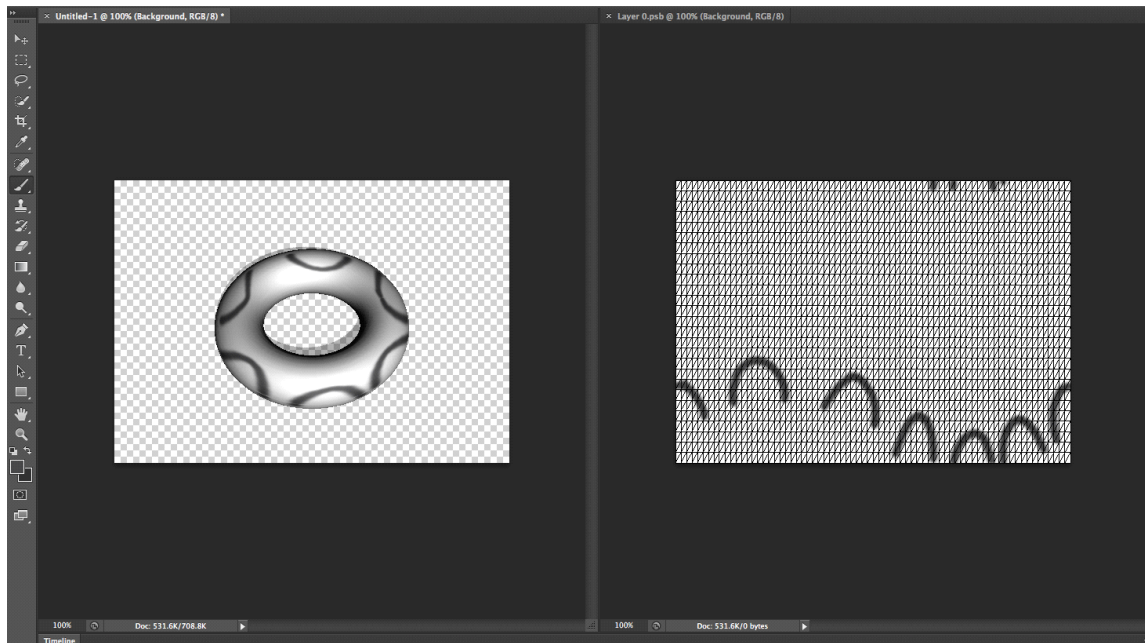 × Untitled-1 @ 100% (Background, RGB/8) *
× Layer 0.psb @ 100% (Background, RGB/8)
T
100%
Doc: 531.6K/708.8K
100%
Doc: 531.6K/0 bytes
Timeline